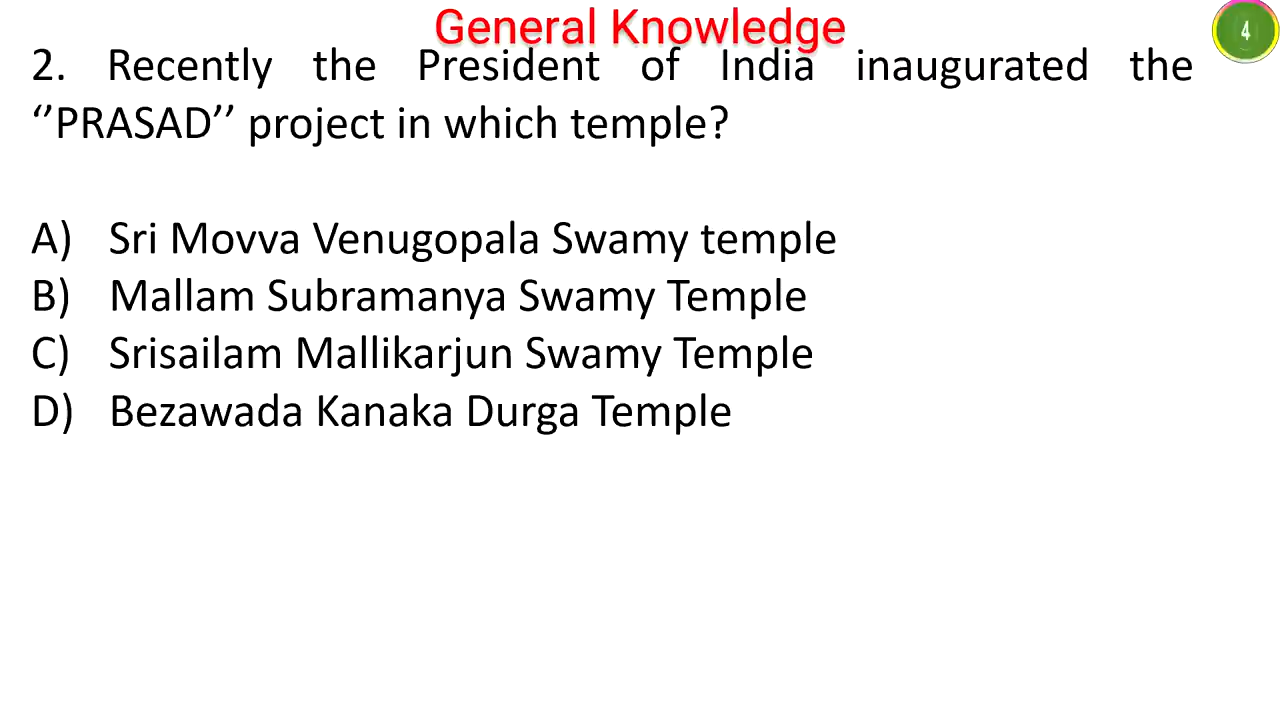 General Knowledge
4
2. Recently the President of India inaugurated the
‘’PRASAD’’ project in which temple?
A) Sri Movva Venugopala Swamy temple
B) Mallam Subramanya Swamy Temple
C) Srisailam Mallikarjun Swamy Temple
D) Bezawada Kanaka Durga Temple